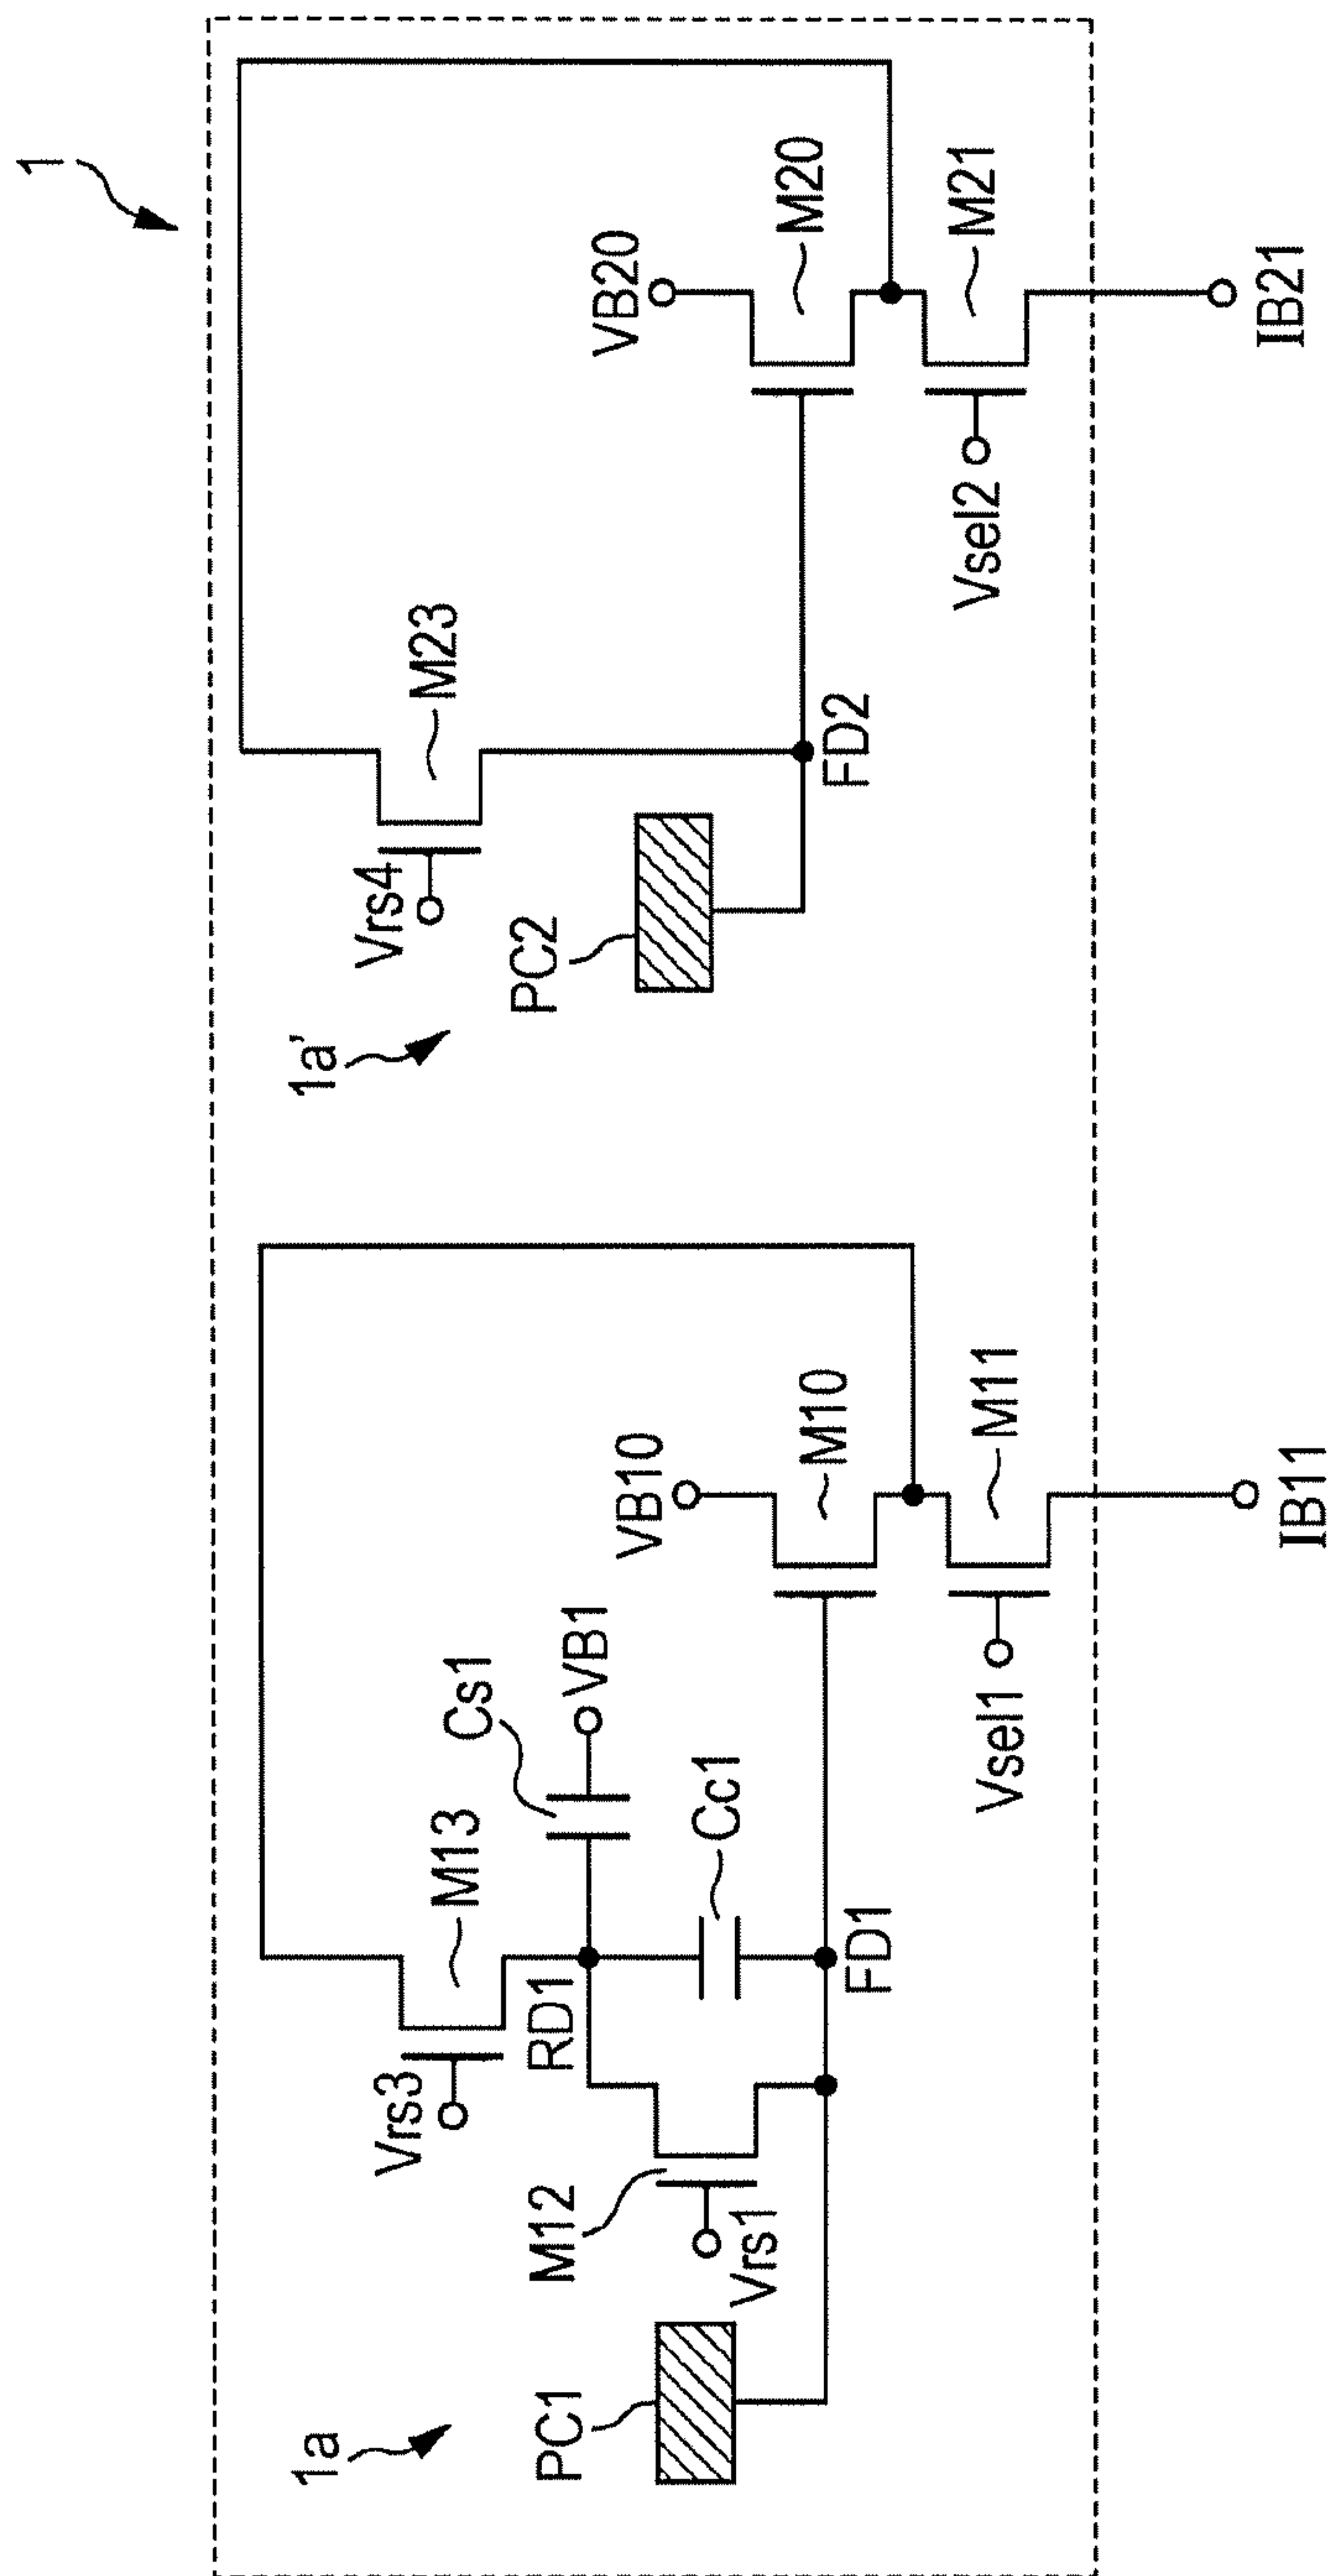 1
1a
PC1
M12
Vrs1
Vrs3
M13
RD1
Cs1
VB1
Cc1
FD1
VB10
M10
Vsel1
M11
IB11
1a'
PC2
Vrs4
M23
FD2
VB20
M20
Vsel2
M21
IB21